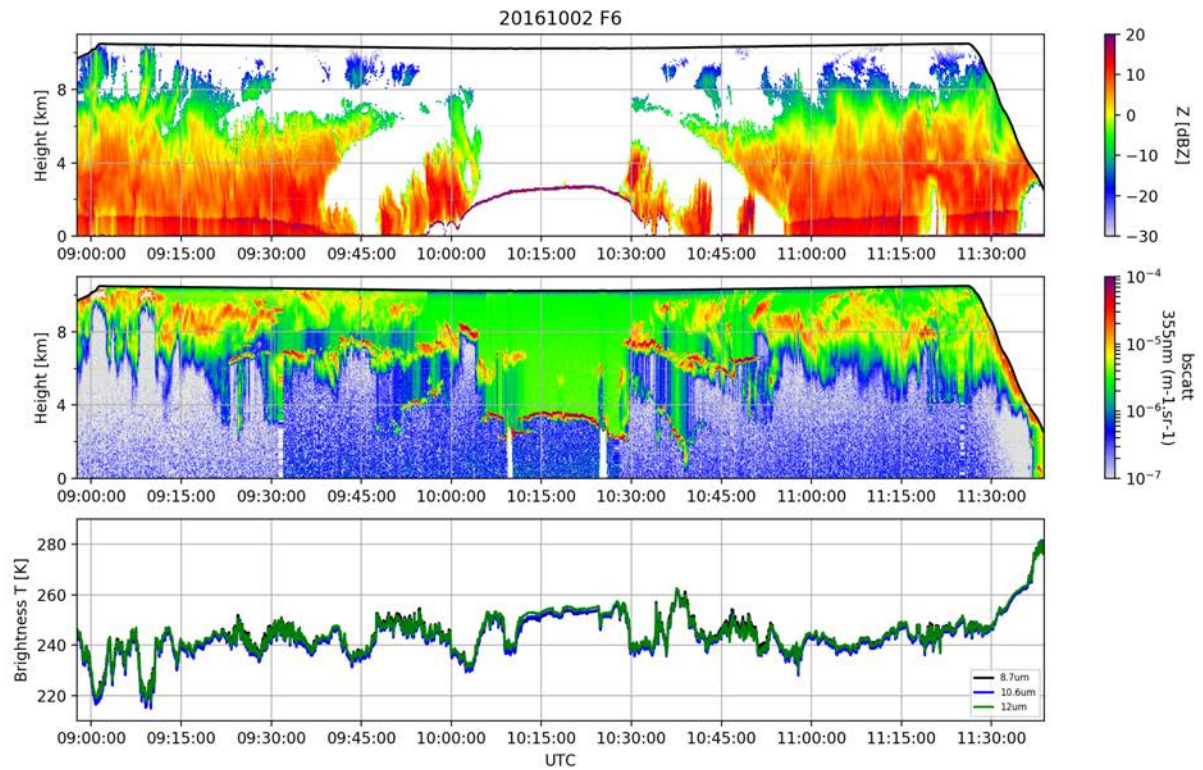 20161002 F6
Height [km]
8
4
0
09:00:00 09:15:00 09:30:00 09:45:00 10:00:00 10:15:00 10:30:00 10:45:00 11:00:00 11:15:00 11:30:00
20
10
0
−10
−20
−30
Z [dBZ]
Height [km]
8
4
0
09:00:00 09:15:00 09:30:00 09:45:00 10:00:00 10:15:00 10:30:00 10:45:00 11:00:00 11:15:00 11:30:00
10⁻⁴
10⁻⁵
10⁻⁶
10⁻⁷
bscatt
355nm (m-1.sr-1)
Brightness T [K]
280
260
240
220
8.7um
10.6um
12um
09:00:00 09:15:00 09:30:00 09:45:00 10:00:00 10:15:00 10:30:00 10:45:00 11:00:00 11:15:00 11:30:00
UTC